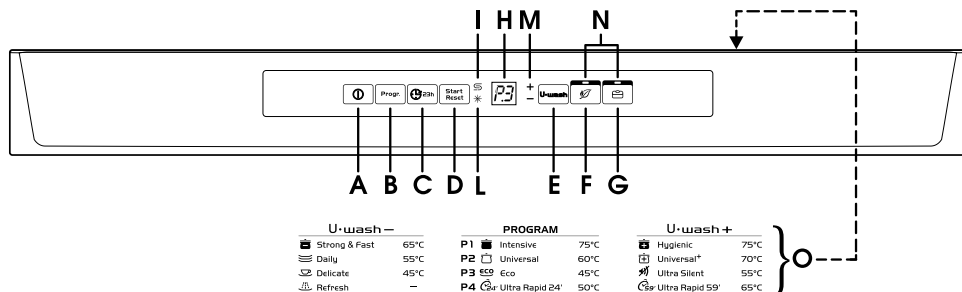 I H M N
Progr. 23h Start Reset P3 + − U-wash
A B C D L E F G
U·wash −
Strong & Fast 65°C
Daily 55°C
Delicate 45°C
Refresh −
PROGRAM
P1 Intensive 75°C
P2 Universal 60°C
P3 eco Eco 45°C
P4 24' Ultra Rapid 24' 50°C
U·wash +
Hygienic 75°C
Universal+ 70°C
Ultra Silent 55°C
59' Ultra Rapid 59' 65°C
O